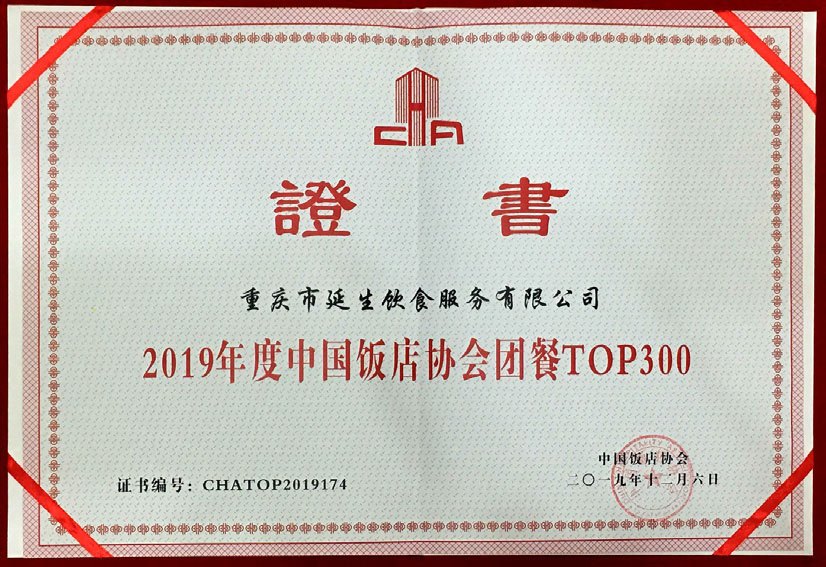 CHA
證書
重庆市延生饮食服务有限公司
2019年度中国饭店协会团餐TOP300
证书编号：CHATOP2019174
中国饭店协会
二〇一九年十二月六日